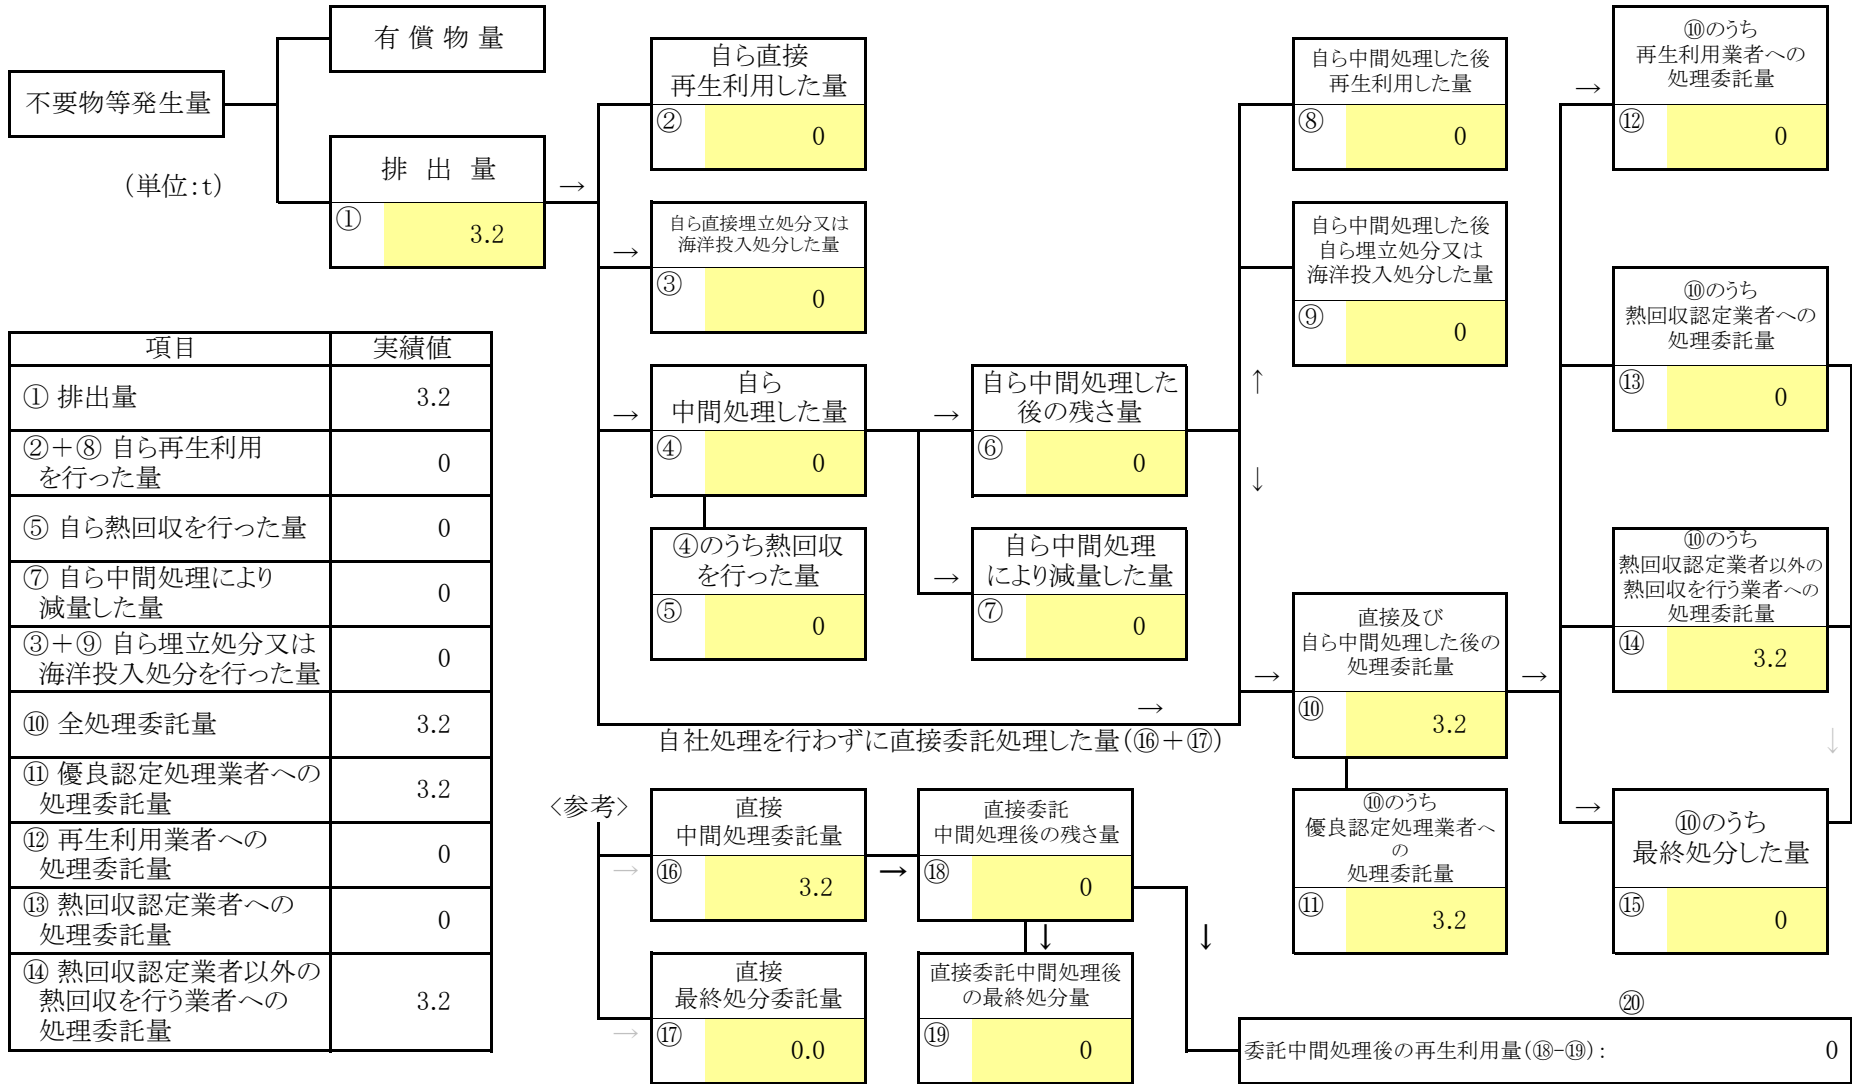 有 償 物 量
不要物等発生量
(単位:t)
排 出 量
→
①
3.2
自ら直接
再生利用した量
②
0
→
自ら直接埋立処分又は
海洋投入処分した量
③
0
→
自ら
中間処理した量
④
0
④のうち熱回収
を行った量
⑤
0
→
自ら中間処理した
後の残さ量
⑥
0
→
自ら中間処理
により減量した量
⑦
0
自ら中間処理した後
再生利用した量
⑧
0
自ら中間処理した後
自ら埋立処分又は
海洋投入処分した量
⑨
0
↑
↓
→
直接及び
自ら中間処理した後の
処理委託量
⑩
3.2
⑩のうち
優良認定処理業者へ
の
処理委託量
⑪
3.2
→
⑩のうち
再生利用業者への
処理委託量
⑫
0
⑩のうち
熱回収認定業者への
処理委託量
⑬
0
→
⑩のうち
熱回収認定業者以外の
熱回収を行う業者への
処理委託量
⑭
3.2
↓
→
⑩のうち
最終処分した量
⑮
0
→
自社処理を行わずに直接委託処理した量(⑯+⑰)
項目 実績値
① 排出量 3.2
②+⑧ 自ら再生利用
を行った量 0
⑤ 自ら熱回収を行った量 0
⑦ 自ら中間処理により
減量した量 0
③+⑨ 自ら埋立処分又は
海洋投入処分を行った量 0
⑩ 全処理委託量 3.2
⑪ 優良認定処理業者への
処理委託量 3.2
⑫ 再生利用業者への
処理委託量 0
⑬ 熱回収認定業者への
処理委託量 0
⑭ 熱回収認定業者以外の
熱回収を行う業者への
処理委託量 3.2
〈参考〉
→
直接
中間処理委託量
⑯
3.2
→
直接委託
中間処理後の残さ量
⑱
0
↓
↓
→
直接
最終処分委託量
⑰
0.0
直接委託中間処理後
の最終処分量
⑲
0
⑳
委託中間処理後の再生利用量(⑱-⑲): 0